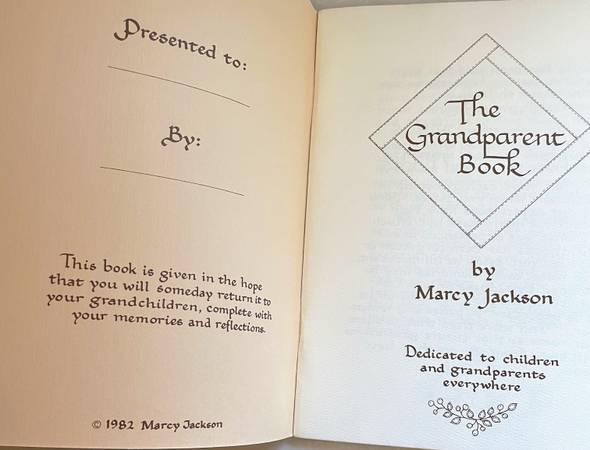 Presented to:
By:
This book is given in the hope
that you will someday return it to
your grandchildren, complete with
your memories and reflections.
© 1982 Marcy Jackson
The
Grandparent
Book
by
Marcy Jackson
Dedicated to children
and grandparents
everywhere